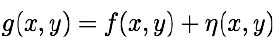 g(x, y) = f(x, y) + η(x, y)